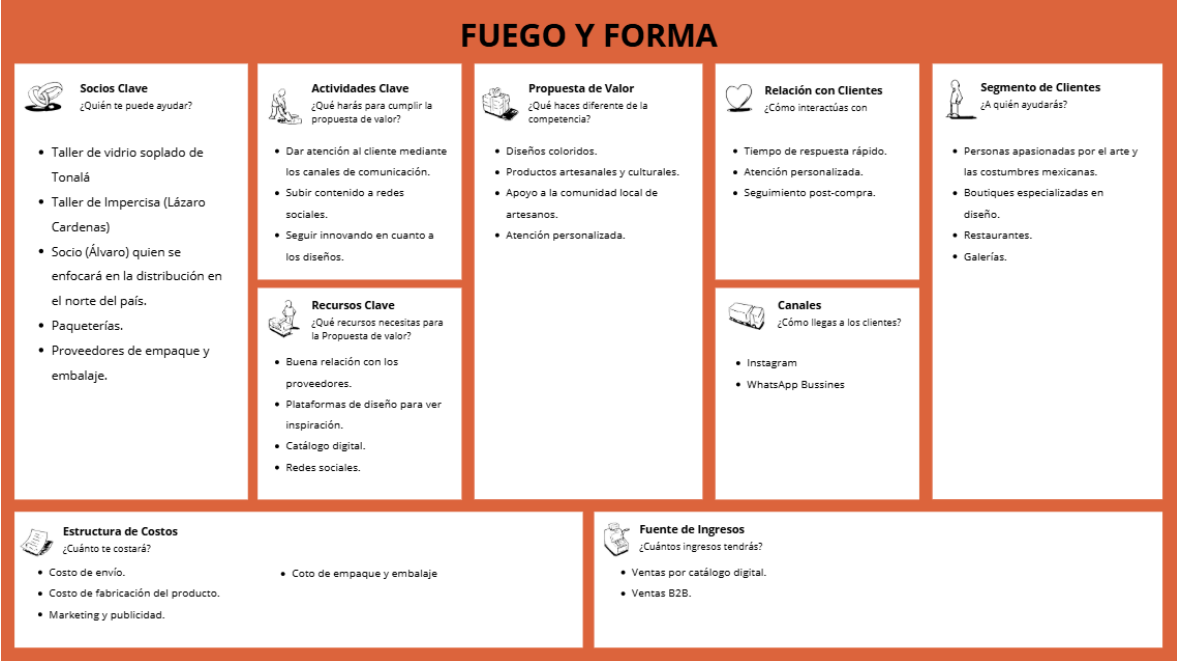 FUEGO Y FORMA
Socios Clave
¿Quién te puede ayudar?
• Taller de vidrio soplado de
Tonalá
• Taller de Impercisa (Lázaro
Cardenas)
• Socio (Álvaro) quien se
enfocará en la distribución en
el norte del país.
• Paqueterías.
• Proveedores de empaque y
embalaje.
Actividades Clave
¿Qué harás para cumplir la
propuesta de valor?
• Dar atención al cliente mediante
los canales de comunicación.
• Subir contenido a redes
sociales.
• Seguir innovando en cuanto a
los diseños.
Recursos Clave
¿Qué recursos necesitas para
la Propuesta de valor?
• Buena relación con los
proveedores.
• Plataformas de diseño para ver
inspiración.
• Catálogo digital.
• Redes sociales.
Propuesta de Valor
¿Qué haces diferente de la
competencia?
• Diseños coloridos.
• Productos artesanales y culturales.
• Apoyo a la comunidad local de
artesanos.
• Atención personalizada.
Relación con Clientes
¿Cómo interactúas con
• Tiempo de respuesta rápido.
• Atención personalizada.
• Seguimiento post-compra.
Canales
¿Cómo llegas a los clientes?
• Instagram
• WhatsApp Bussines
Segmento de Clientes
¿A quién ayudarás?
• Personas apasionadas por el arte y
las costumbres mexicanas.
• Boutiques especializadas en
diseño.
• Restaurantes.
• Galerías.
Estructura de Costos
¿Cuánto te costará?
• Costo de envío.
• Costo de fabricación del producto.
• Marketing y publicidad.
• Coto de empaque y embalaje
Fuente de Ingresos
¿Cuántos ingresos tendrás?
• Ventas por catálogo digital.
• Ventas B2B.